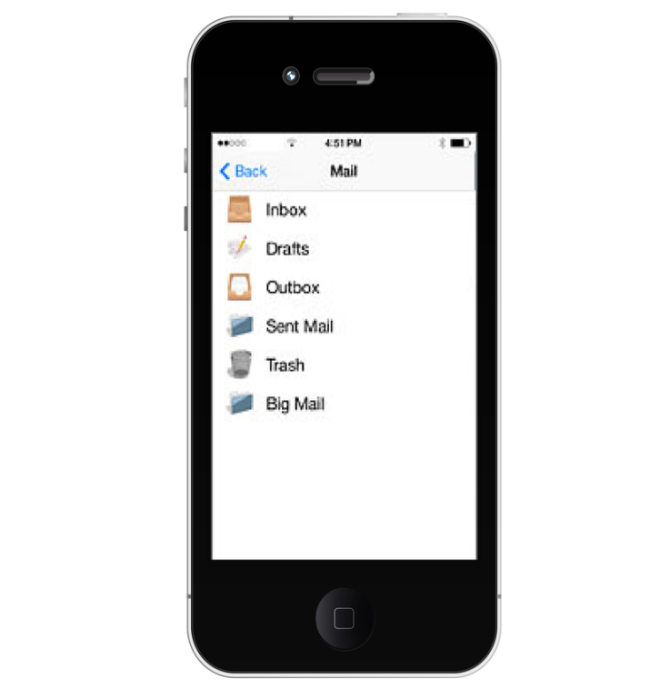 4:51 PM
Back Mail
Inbox
Drafts
Outbox
Sent Mail
Trash
Big Mail